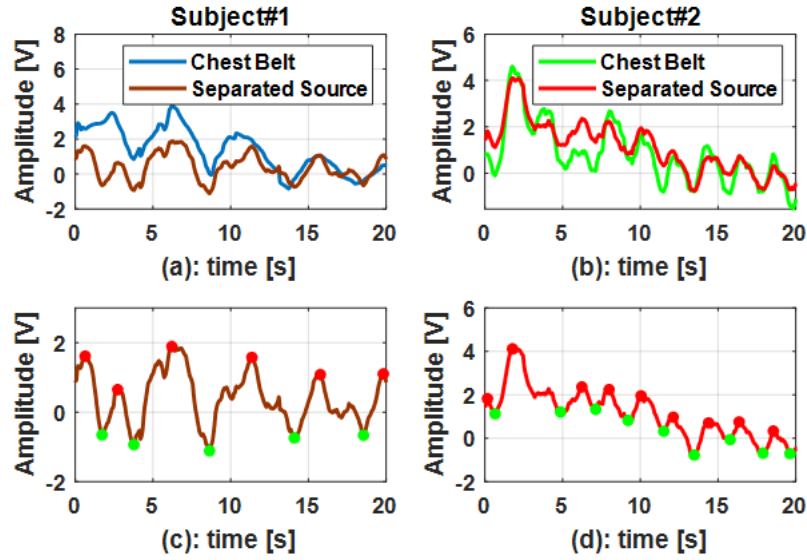 Subject#1
Subject#2
8
6
4
2
0
-2
Amplitude [V]
Chest Belt
Separated Source
0
5
10
15
20
(a): time [s]
6
4
2
0
-2
Amplitude [V]
Chest Belt
Separated Source
0
5
10
15
20
(b): time [s]
2
0
-2
Amplitude [V]
0
5
10
15
20
(c): time [s]
6
4
2
0
-2
Amplitude [V]
0
5
10
15
20
(d): time [s]